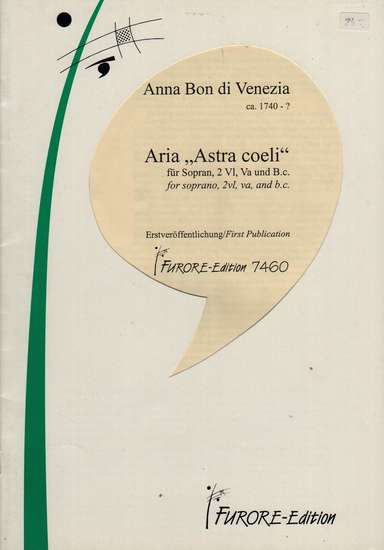 Anna Bon di Venezia
ca. 1740 - ?
Aria „Astra coeli“
für Sopran, 2 Vl, Va und B.c.
for soprano, 2vl, va, and b.c.
Erstveröffentlichung/First Publication
FURORE-Edition 7460
FURORE-Edition